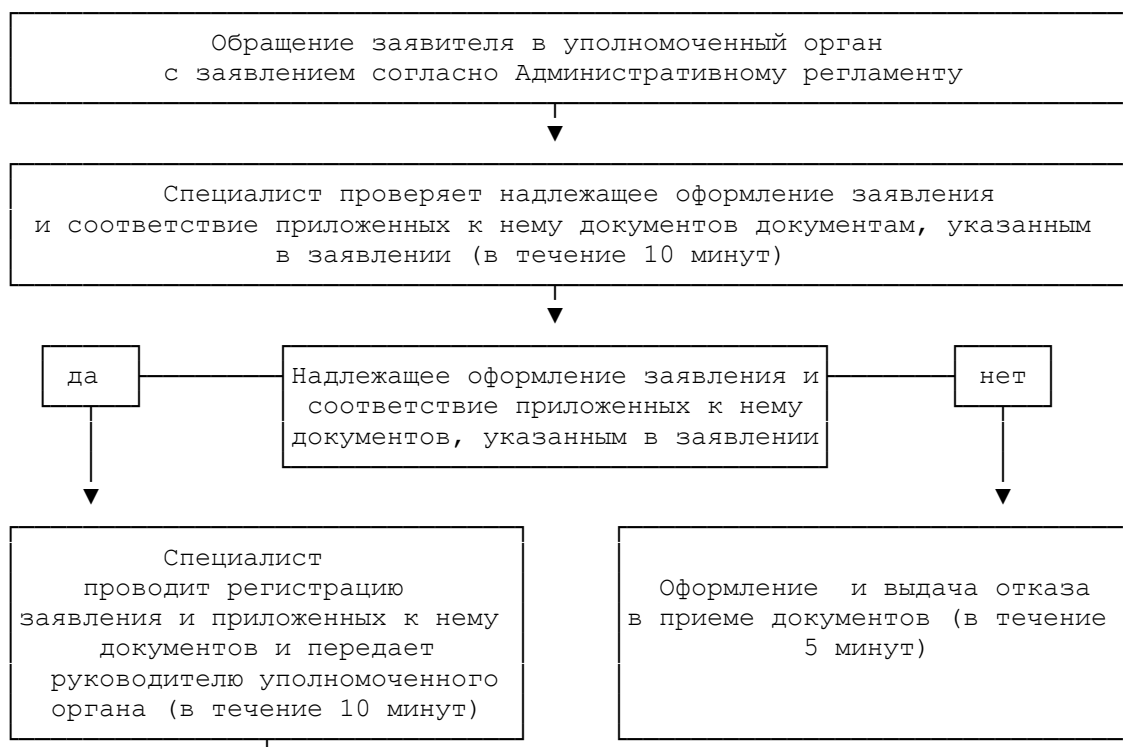 Обращение заявителя в уполномоченный орган
с заявлением согласно Административному регламенту
Специалист проверяет надлежащее оформление заявления
и соответствие приложенных к нему документов документам, указанным
в заявлении (в течение 10 минут)
да
Надлежащее оформление заявления и
соответствие приложенных к нему
документов, указанным в заявлении
нет
Специалист
проводит регистрацию
заявления и приложенных к нему
документов и передает
руководителю уполномоченного
органа (в течение 10 минут)
Оформление и выдача отказа
в приеме документов (в течение
5 минут)